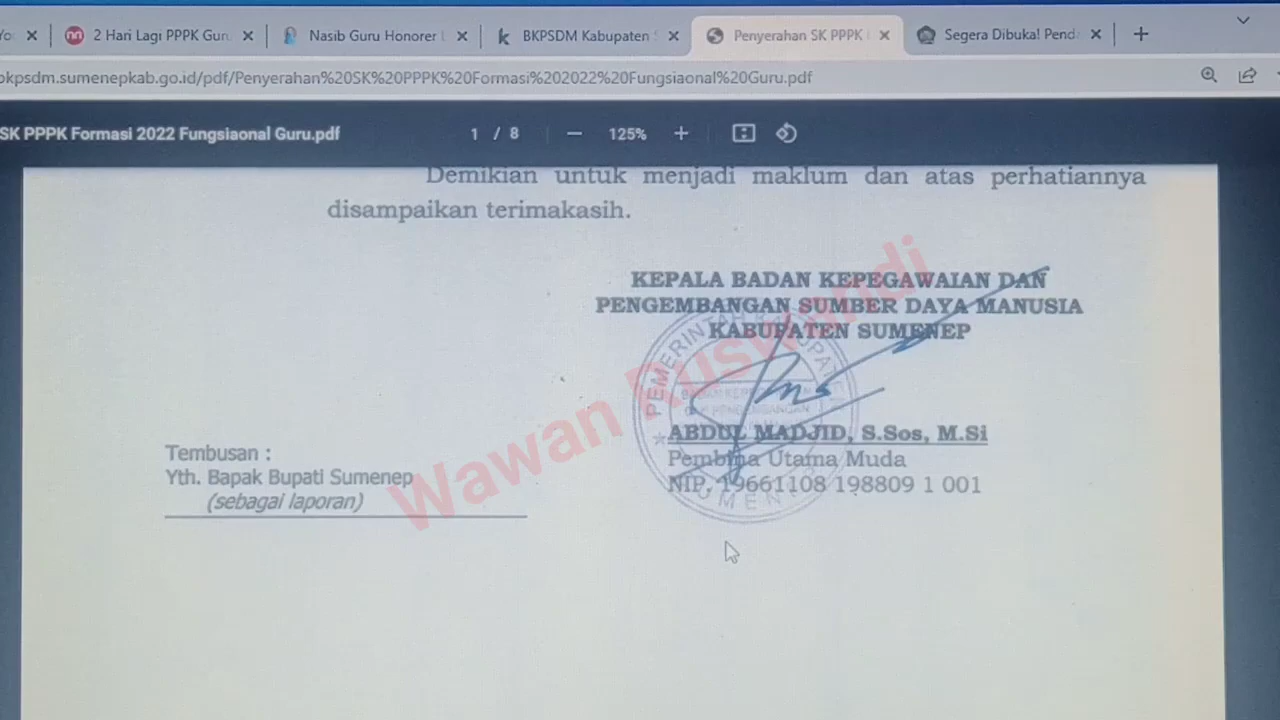 2 Hari Lagi PPPK Gur
Nasib Guru Honorer
BKPSDM Kabupaten S
Penyerahan SK PPPK
Segera Dibuka! Pend
okpsdm.sumenepkab.go.id/pdf/Penyerahan%20SK%20PPPK%20Formasi%202022%20Fungsiaonal%20Guru.pdf
SK PPPK Formasi 2022 Fungsiaonal Guru.pdf
1 / 8
125%
Demikian untuk menjadi maklum dan atas perhatiannya
disampaikan terimakasih.
KEPALA BADAN KEPEGAWAIAN DAN
PENGEMBANGAN SUMBER DAYA MANUSIA
KABUPATEN SUMENEP
PEMERINTAH KABUPATEN
ABDUL MADJID, S.Sos, M.Si
Pembina Utama Muda
NIP. 19661108 198809 1 001
Tembusan :
Yth. Bapak Bupati Sumenep
(sebagai laporan)
Wawan Ruswandi